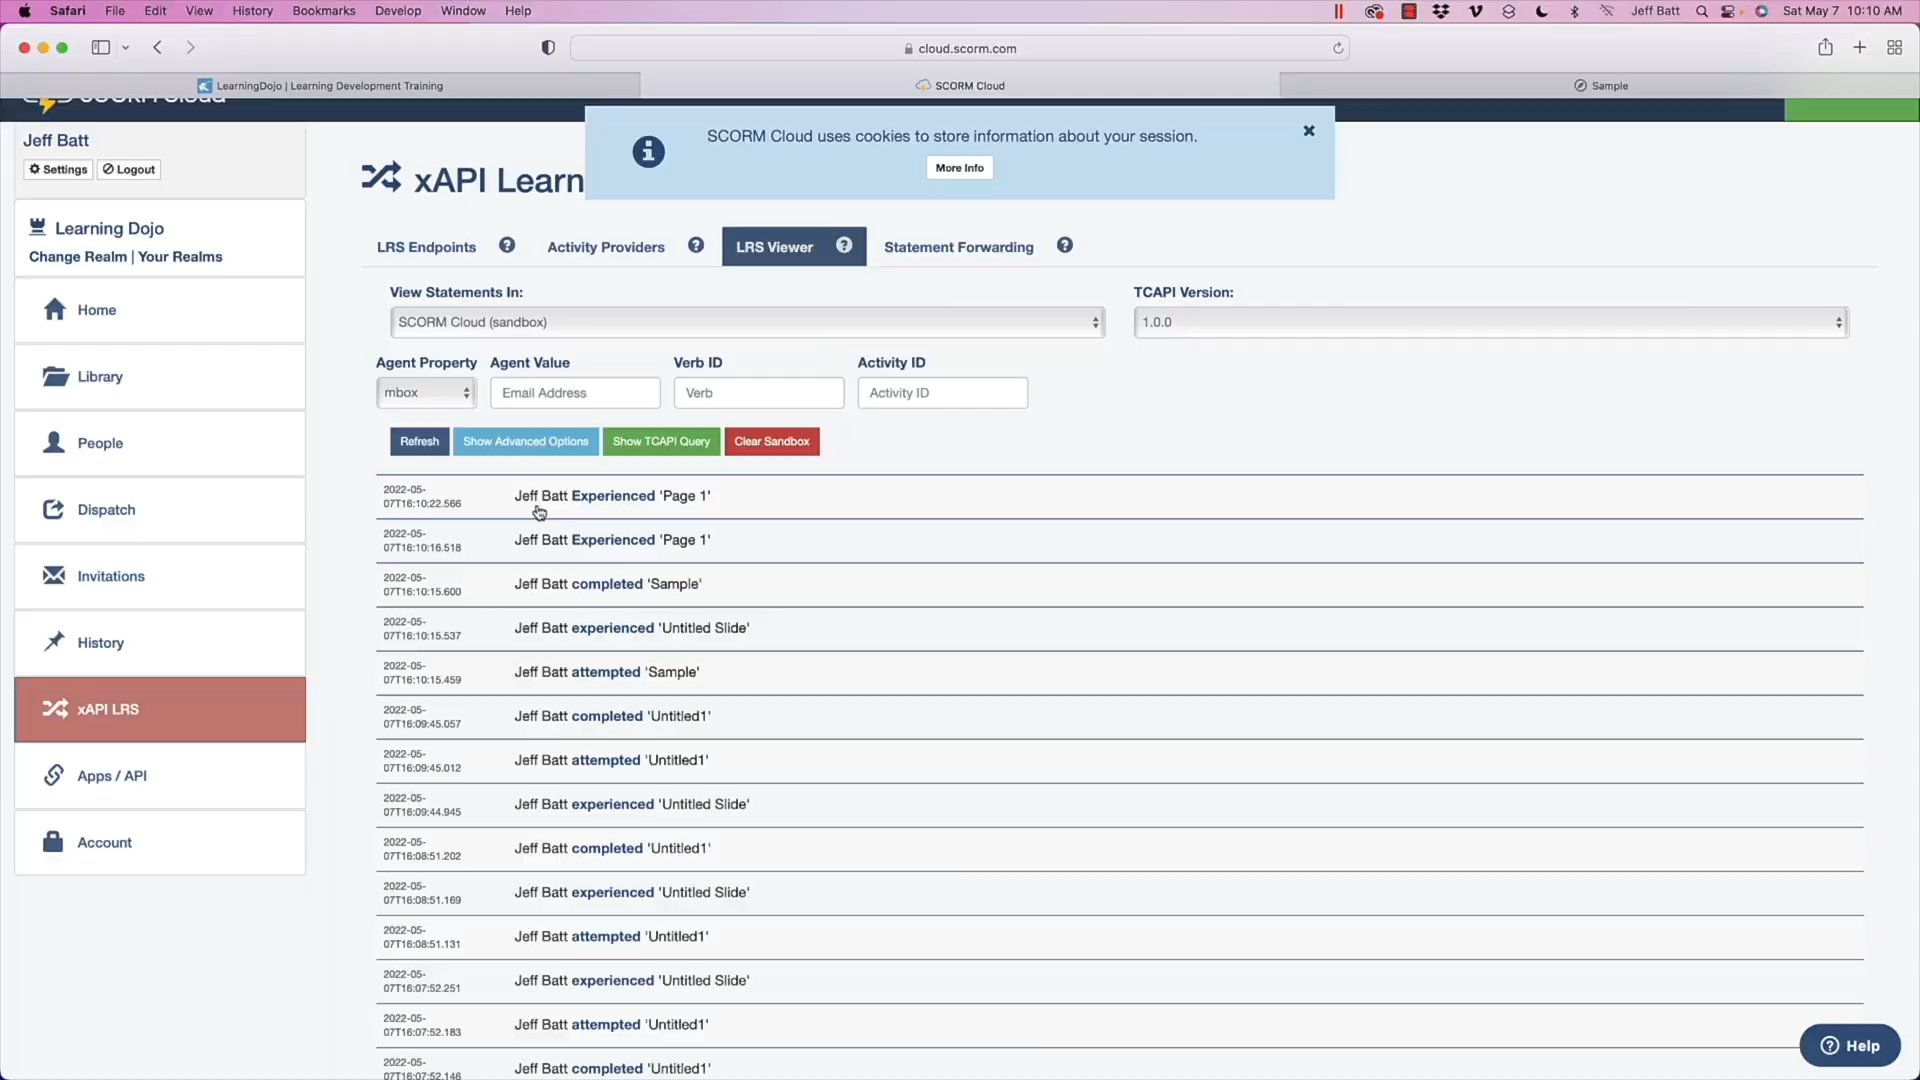 Safari File Edit View History Bookmarks Develop Window Help Jeff Batt Sat May 7 10:10 AM
cloud.scorm.com
LearningDojo | Learning Development Training
SCORM Cloud
Sample
SCORM Cloud
Jeff Batt
Settings
Logout
SCORM Cloud uses cookies to store information about your session.
More Info
xAPI Learn
Learning Dojo
Change Realm | Your Realms
Home
Library
People
Dispatch
Invitations
History
xAPI LRS
Apps / API
Account
LRS Endpoints
Activity Providers
LRS Viewer
Statement Forwarding
View Statements In:
TCAPI Version:
SCORM Cloud (sandbox)
1.0.0
Agent Property Agent Value Verb ID Activity ID
mbox Email Address Verb Activity ID
Refresh Show Advanced Options Show TCAPI Query Clear Sandbox
2022-05-
07T16:10:22.566
Jeff Batt Experienced 'Page 1'
2022-05-
07T16:10:16.518
Jeff Batt Experienced 'Page 1'
2022-05-
07T16:10:15.600
Jeff Batt completed 'Sample'
2022-05-
07T16:10:15.537
Jeff Batt experienced 'Untitled Slide'
2022-05-
07T16:10:15.459
Jeff Batt attempted 'Sample'
2022-05-
07T16:09:45.057
Jeff Batt completed 'Untitled1'
2022-05-
07T16:09:45.012
Jeff Batt attempted 'Untitled1'
2022-05-
07T16:09:44.945
Jeff Batt experienced 'Untitled Slide'
2022-05-
07T16:08:51.202
Jeff Batt completed 'Untitled1'
2022-05-
07T16:08:51.169
Jeff Batt experienced 'Untitled Slide'
2022-05-
07T16:08:51.131
Jeff Batt attempted 'Untitled1'
2022-05-
07T16:07:52.251
Jeff Batt experienced 'Untitled Slide'
2022-05-
07T16:07:52.183
Jeff Batt attempted 'Untitled1'
2022-05-
07T16:07:52.146
Jeff Batt completed 'Untitled1'
Help